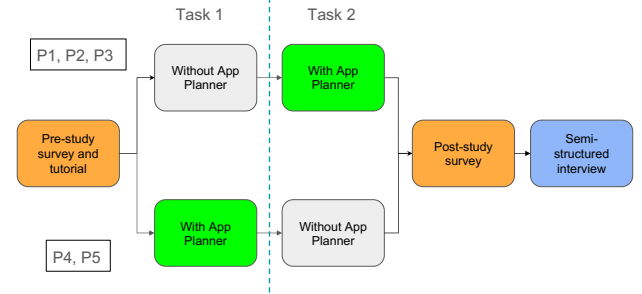 Task 1
Task 2
P1, P2, P3
Without App
Planner
With App
Planner
Pre-study
survey and
tutorial
Post-study
survey
Semi-
structured
interview
With App
Planner
Without App
Planner
P4, P5